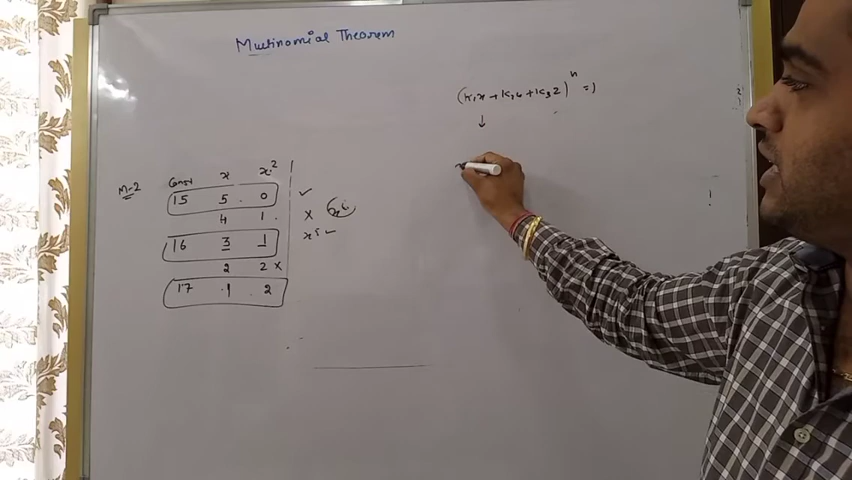 Multinomial Theorem
(K₁x + K₂y + K₃z)ⁿ =)
↓
M-2
Const x x²
15 5 . 0 ✓
4 1 . ×
16 3 1 x⁵ ✓
2 2 ×
17 1 . 2